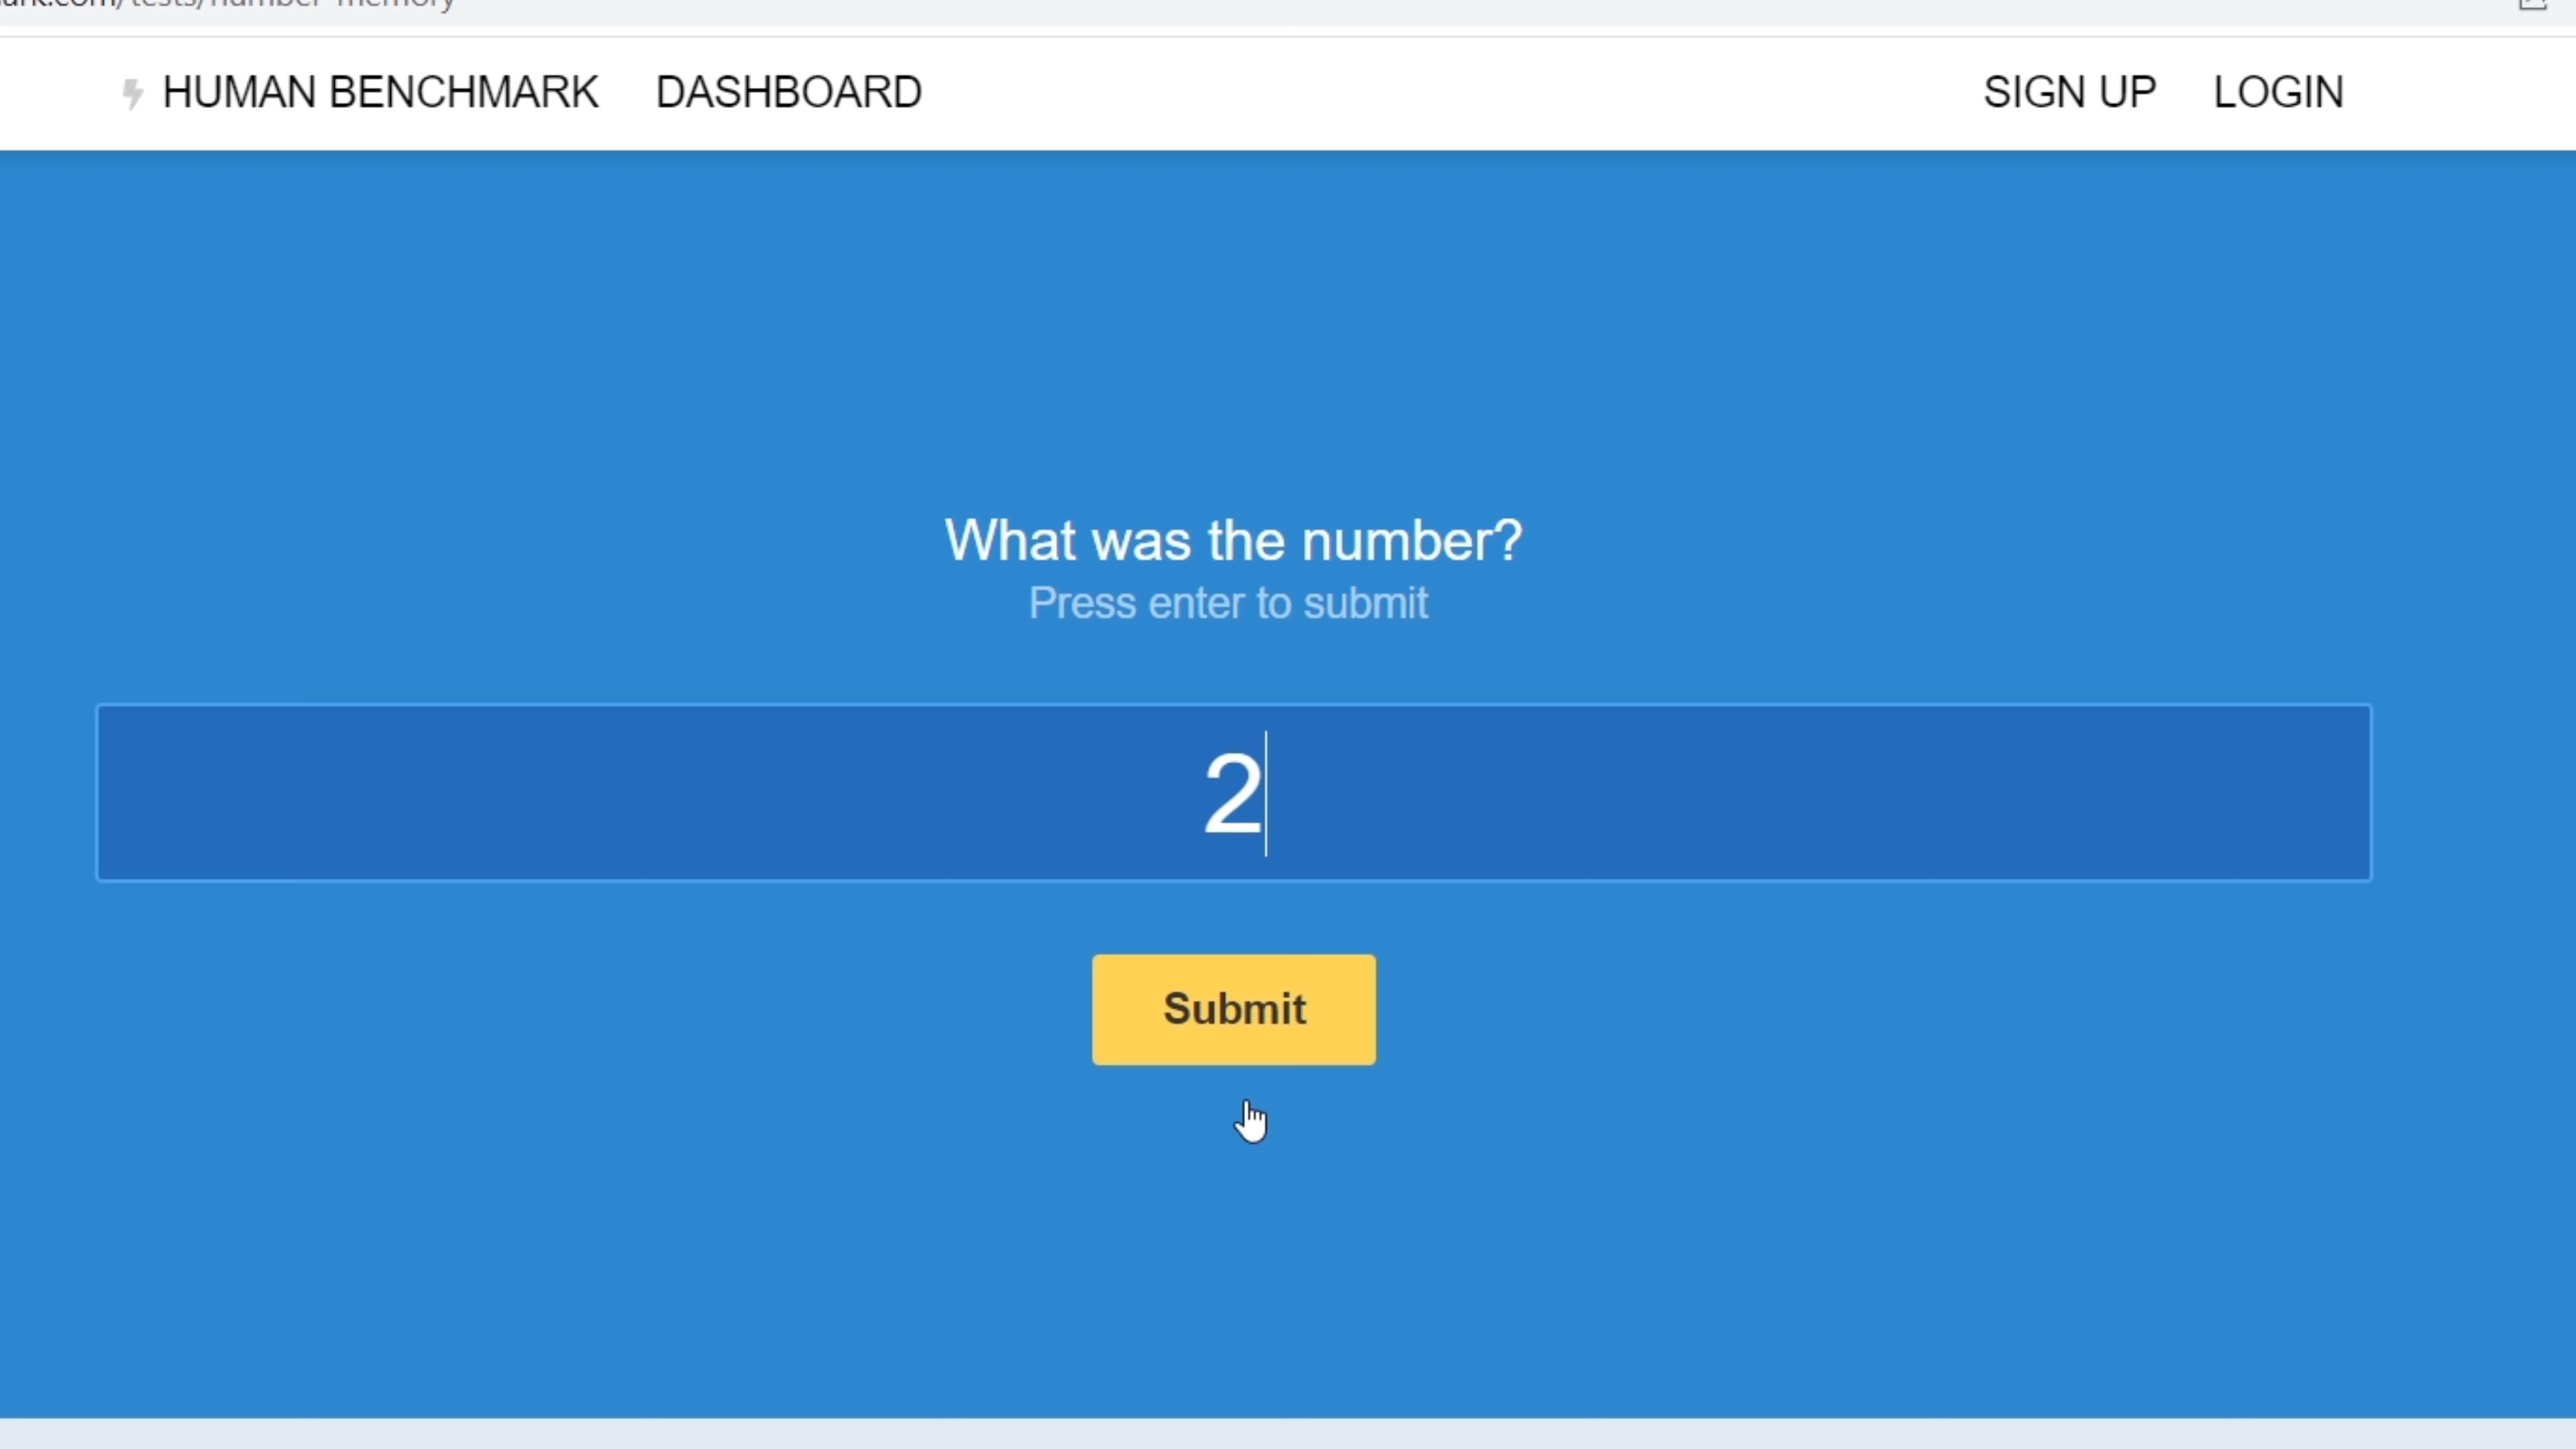 HUMAN BENCHMARK DASHBOARD SIGN UP LOGIN
What was the number?
Press enter to submit
2
Submit